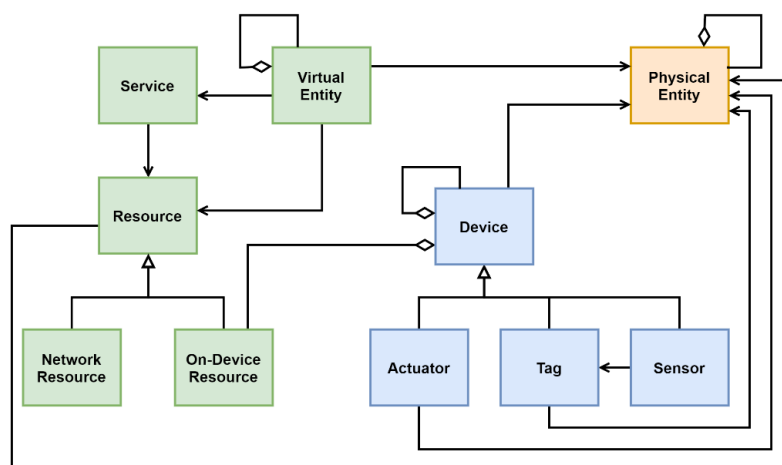 Virtual
Entity
Physical
Entity
Service
Resource
Device
Network
Resource
On-Device
Resource
Actuator
Tag
Sensor